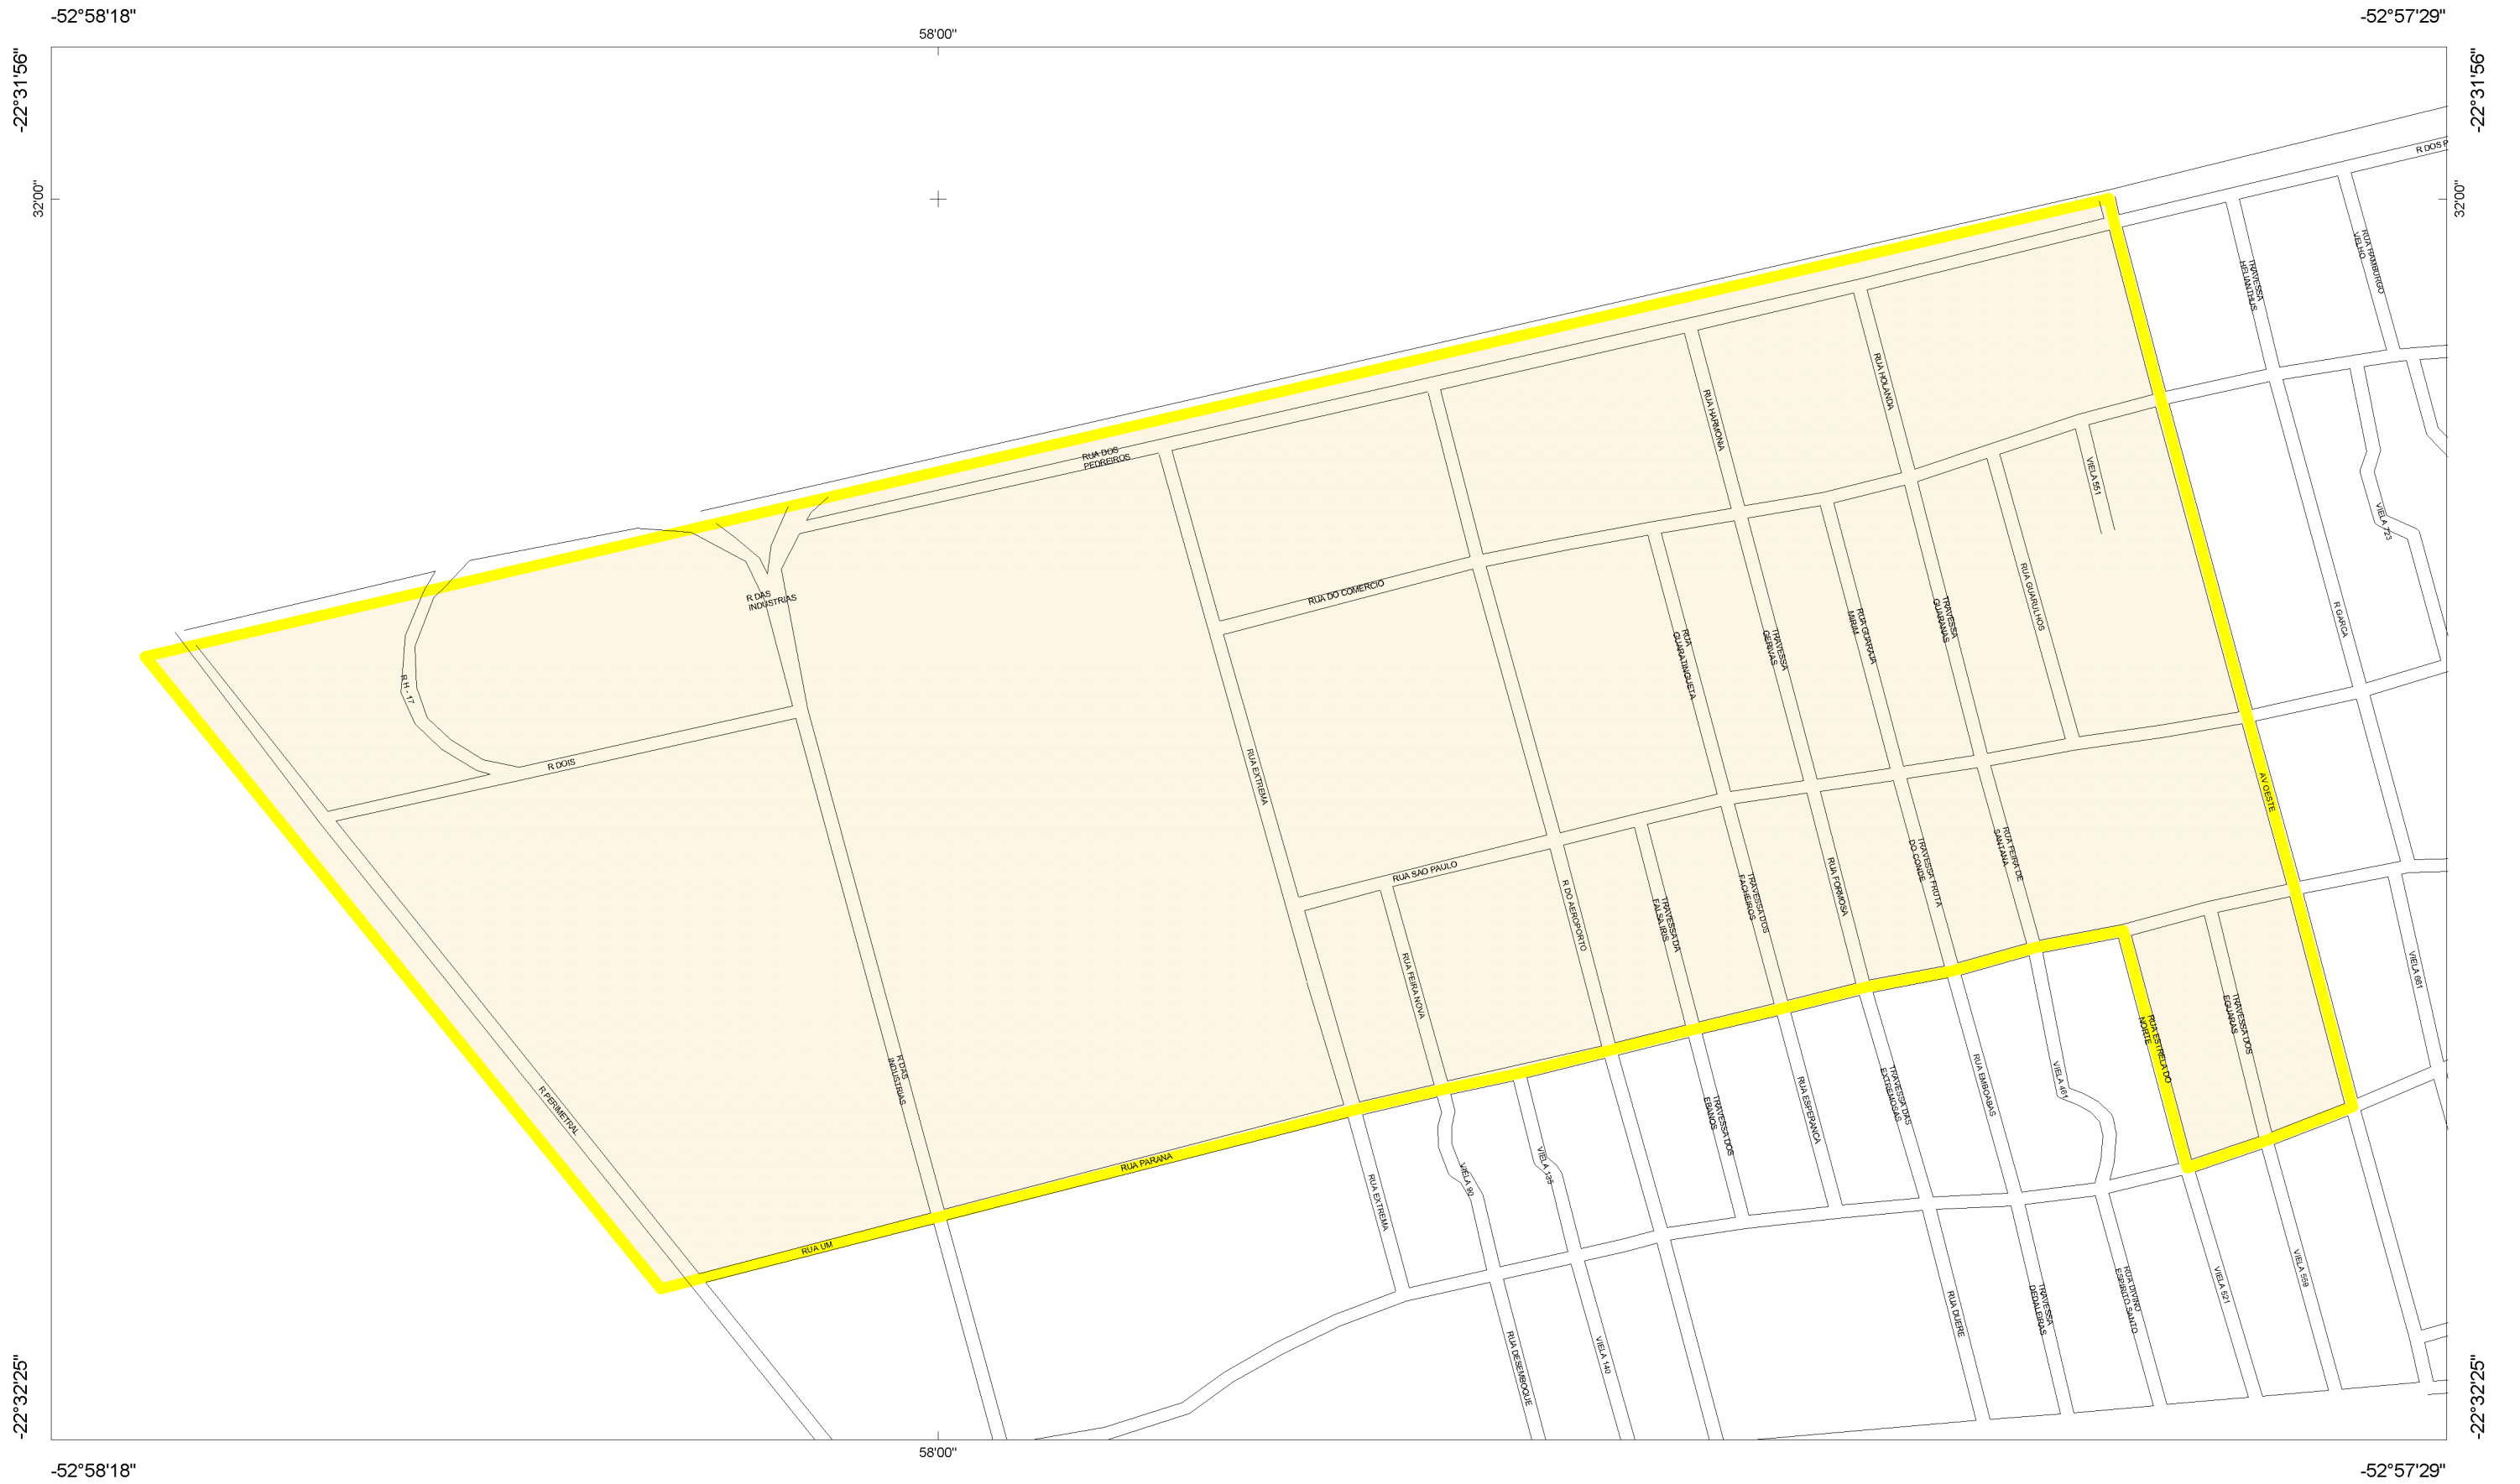 -52°58'18"
-52°57'29"
58'00"
-22°31'56"
-22°31'56"
32'00"
32'00"
R DOS P
RUA HAMBURGO
VELHO
TRAVESSA
HELIANTHUS
RUA HOLANDA
RUA HARMONIA
RUA DOS
PEDREIROS
VIELA 551
VIELA 723
R DAS
INDUSTRIAS
RUA DO COMERCIO
RUA GUARULHOS
TRAVESSA
GUARANAS
RUA GUARAJA
MIRIM
TRAVESSA
GERIVAS
RUA
GUARATINGUETA
R GARCA
R H - 17
R DOIS
RUA EXTREMA
AV OESTE
RUA SAO PAULO
RUA FEIRA DE
SANTANA
TRAVESSA FRUTA
DO CONDE
RUA FORMOSA
TRAVESSA DOS
FACHEIROS
TRAVESSA DA
FALSA IRIS
R DO AEROPORTO
RUA FEIRA NOVA
VIELA 661
TRAVESSA DOS
EGUARAS
RUA ESTRELA DO
NORTE
R DAS
INDUSTRIAS
R PERIMETRAL
VIELA 461
RUA EMBOABAS
TRAVESSA DAS
EXTREMOSAS
RUA ESPERANCA
TRAVESSA DOS
EBANOS
VIELA 135
VIELA 90
RUA PARANA
RUA EXTREMA
RUA UM
VIELA 559
VIELA 521
RUA DIVINO
ESPIRITO SANTO
TRAVESSA
DEDALEIRAS
RUA DUERE
VIELA 140
RUA DESEMBOQUE
-22°32'25"
-22°32'25"
58'00"
-52°58'18"
-52°57'29"